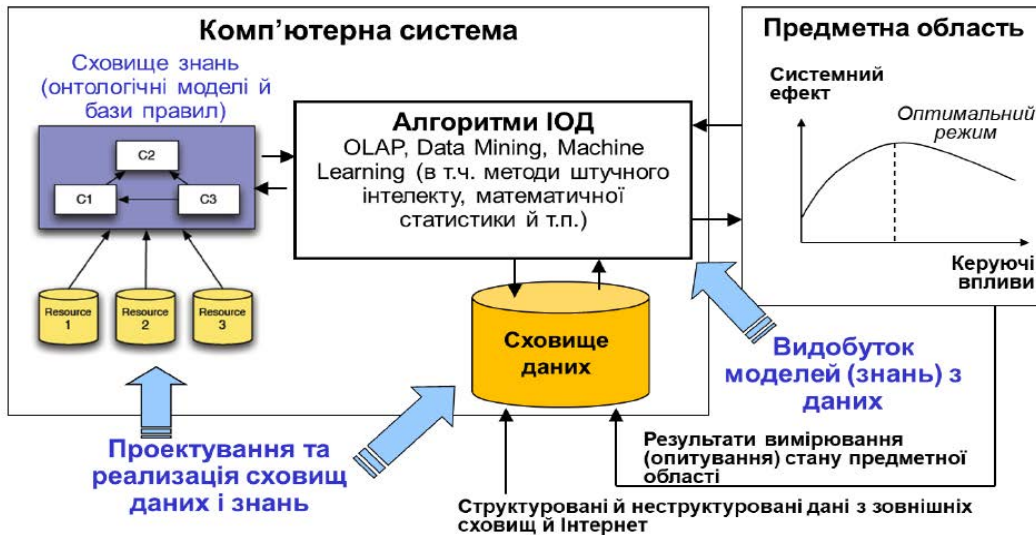 Комп’ютерна система
Сховище знань
(онтологічні моделі й
бази правил)
C2
C1
C3
Resource
1
Resource
2
Resource
3
Алгоритми ІОД
OLAP, Data Mining, Machine
Learning (в т.ч. методи штучного
інтелекту, математичної
статистики й т.п.)
Сховище
даних
Предметна область
Системний
ефект
Оптимальний
режим
Керуючі
впливи
Видобуток
моделей (знань) з
даних
Проектування та
реализація сховищ
даних і знань
Результати вимірювання
(опитування) стану предметної
області
Структуровані й неструктуровані дані з зовнішніх
сховищ й Інтернет